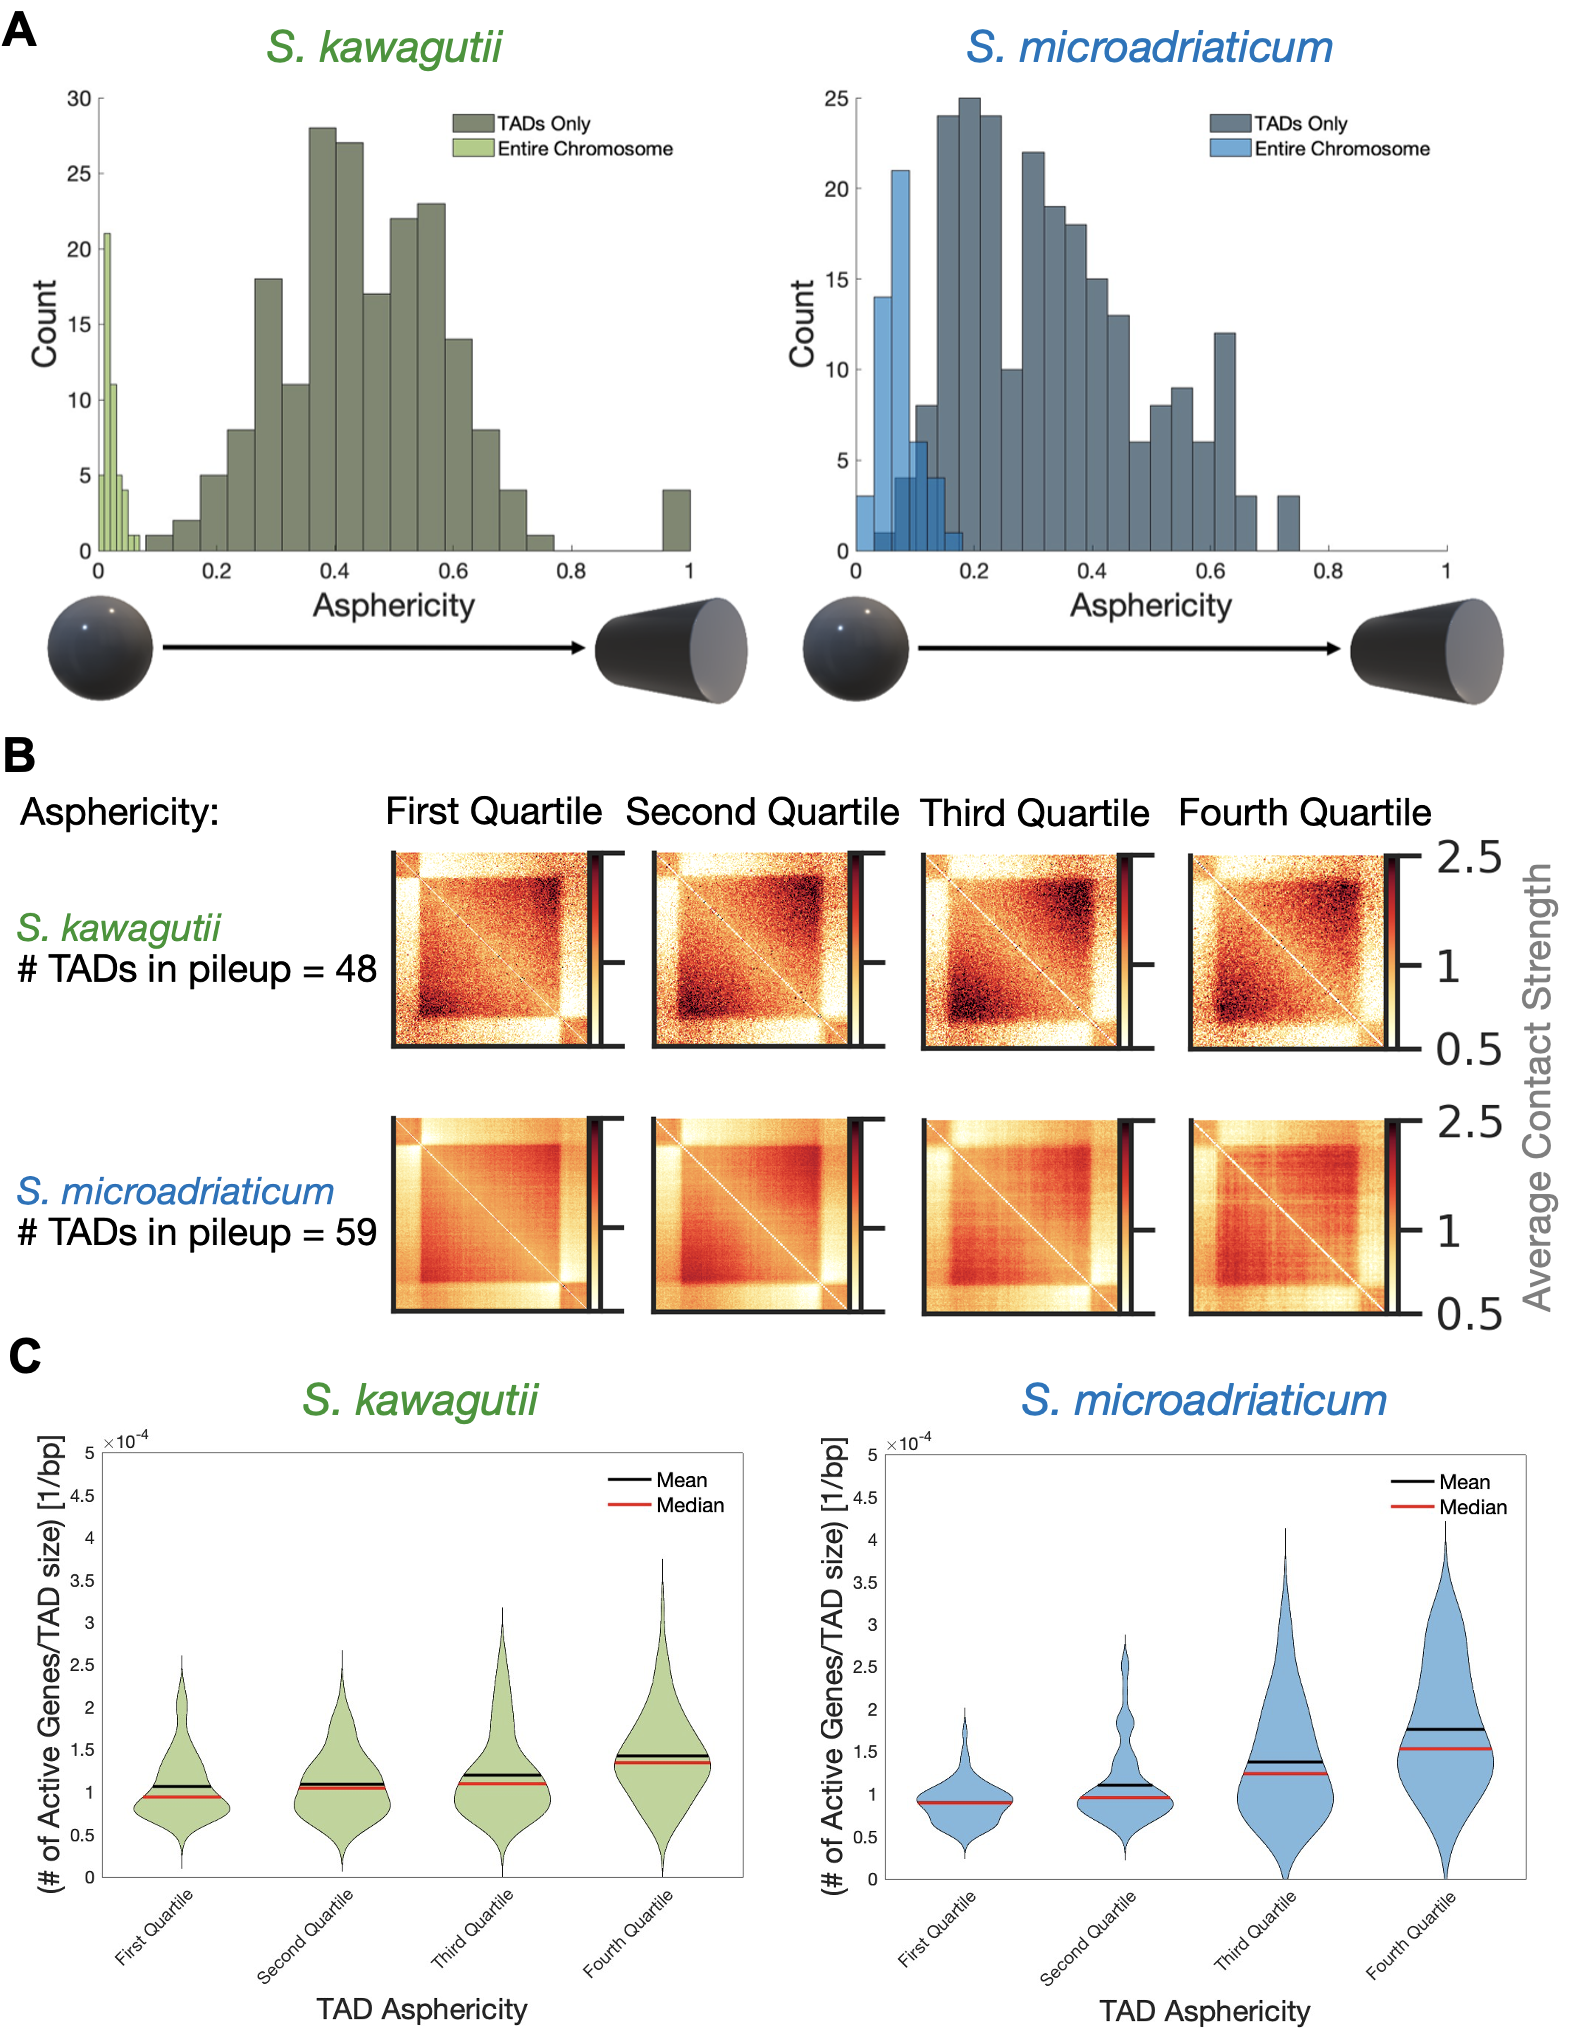 A
S. kawagutii
S. microadriaticum
30
25
20
15
10
5
0
Count
TADs Only
Entire Chromosome
0 0.2 0.4 0.6 0.8 1
Asphericity
25
20
15
10
5
0
Count
TADs Only
Entire Chromosome
0 0.2 0.4 0.6 0.8 1
Asphericity
B
Asphericity: First Quartile Second Quartile Third Quartile Fourth Quartile
S. kawagutii
# TADs in pileup = 48
2.5
1
0.5
S. microadriaticum
# TADs in pileup = 59
2.5
1
0.5
Average Contact Strength
C
S. kawagutii
×10-4
5
4.5
4
3.5
3
2.5
2
1.5
1
0.5
0
(# of Active Genes/TAD size) [1/bp]
Mean
Median
First Quartile
Second Quartile
Third Quartile
Fourth Quartile
TAD Asphericity
S. microadriaticum
×10-4
5
4.5
4
3.5
3
2.5
2
1.5
1
0.5
0
(# of Active Genes/TAD size) [1/bp]
Mean
Median
First Quartile
Second Quartile
Third Quartile
Fourth Quartile
TAD Asphericity